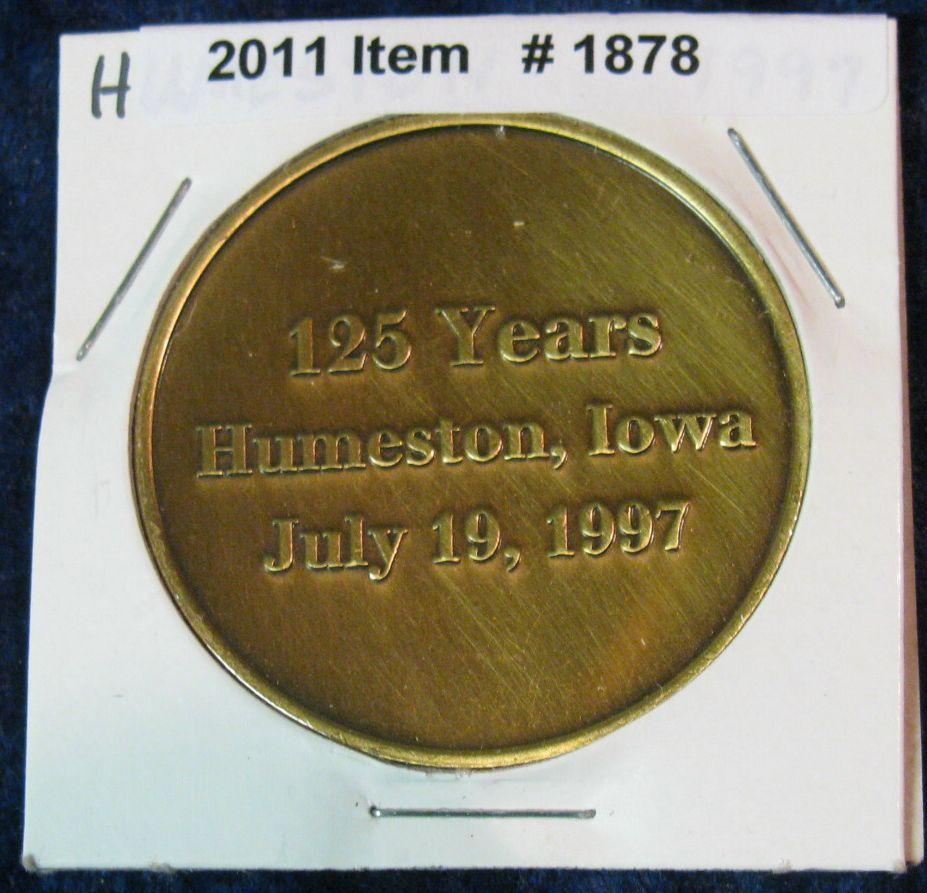 2011 Item # 1878
H
125 Years
Humeston, Iowa
July 19, 1997